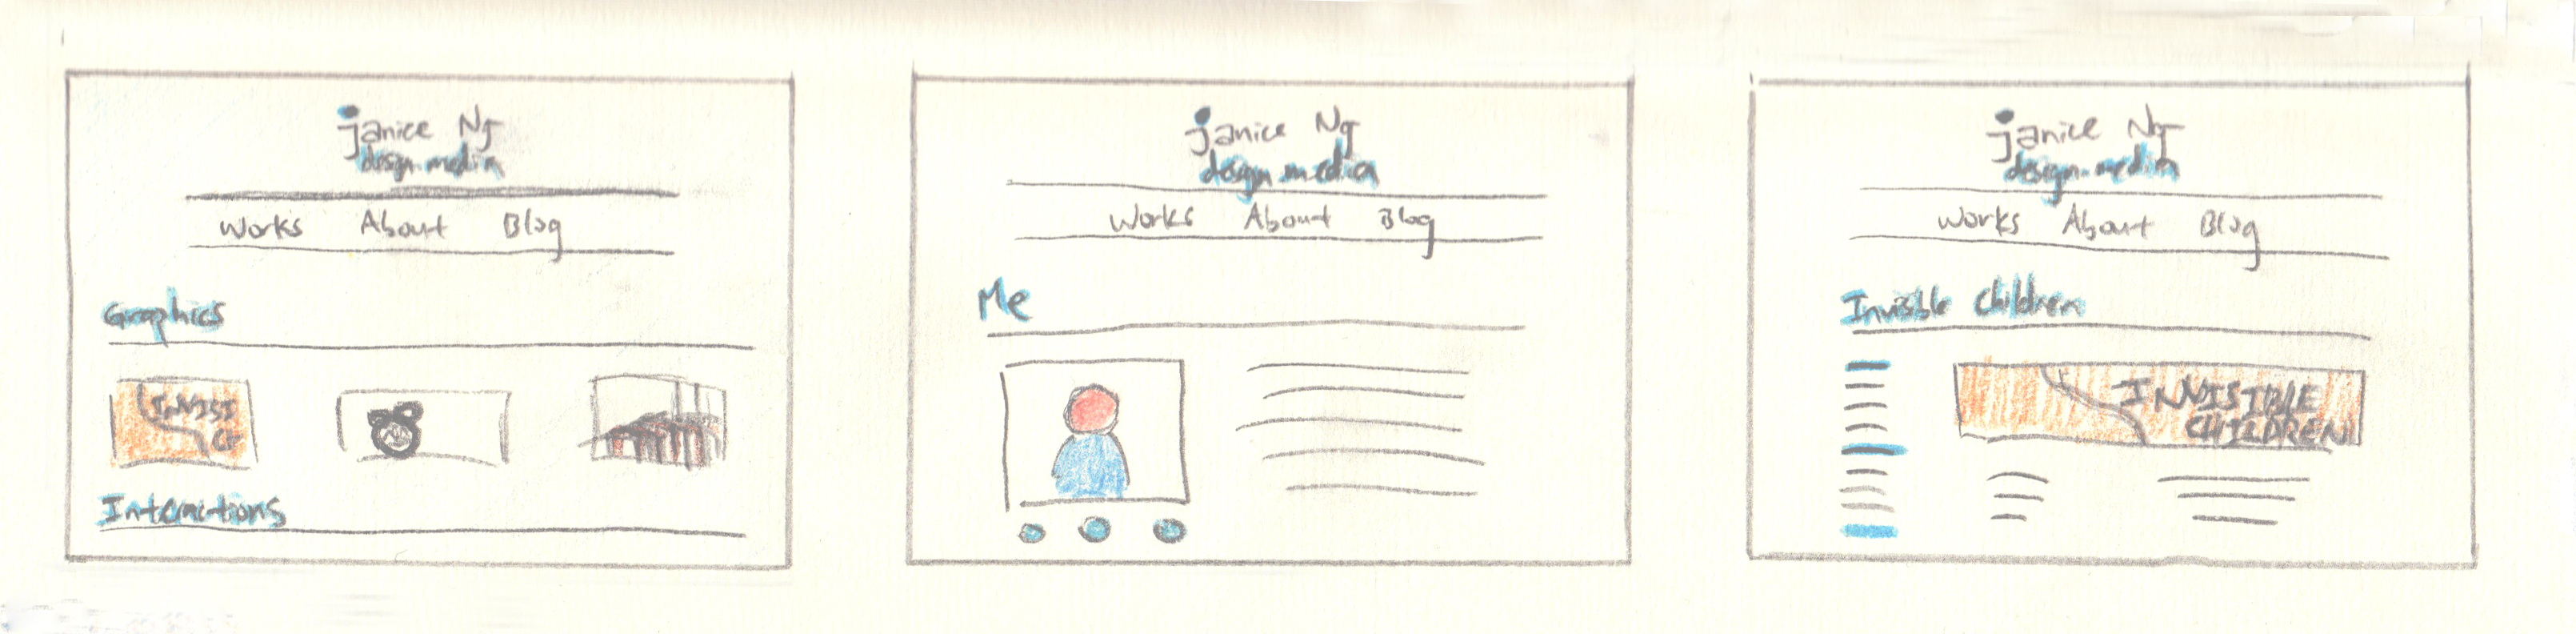 janice Ng
design.media
Works About Blog
Graphics
INVISI
Interactions
janice Ng
design.media
Works About Blog
Me
janice Ng
design.media
Works About Blog
Invisible Children
INVISIBLE
CHILDREN